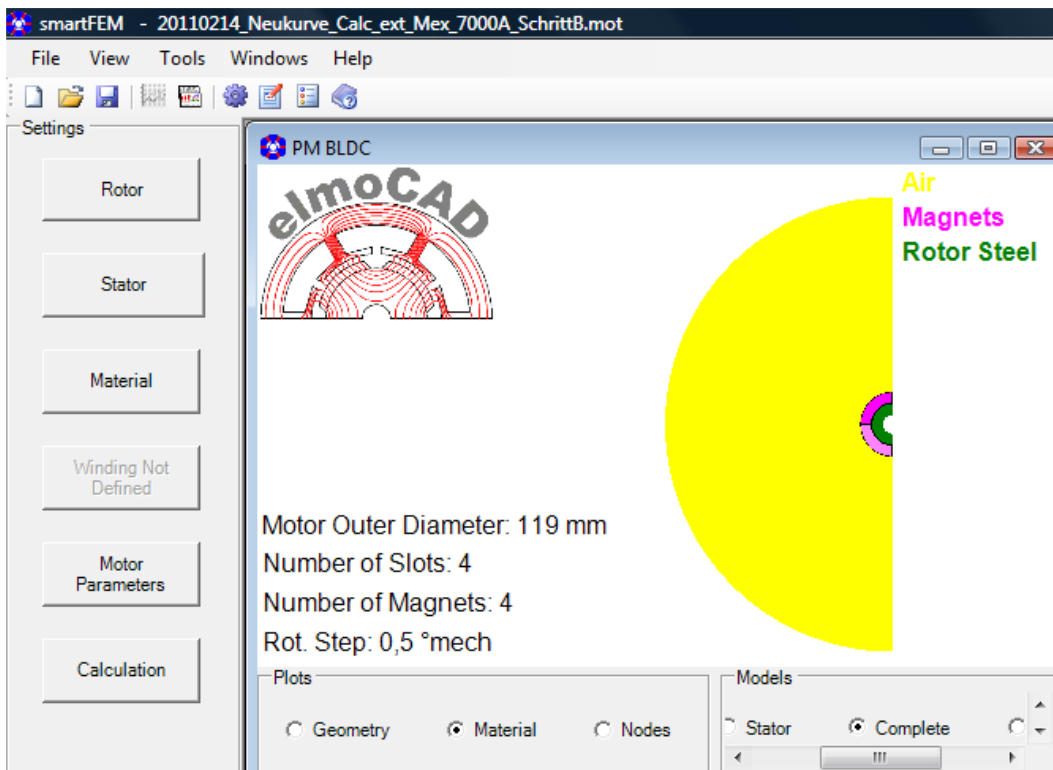 smartFEM - 20110214_Neukurve_Calc_ext_Mex_7000A_SchrittB.mot
File View Tools Windows Help
Settings
Rotor
Stator
Material
Winding Not
Defined
Motor
Parameters
Calculation
PM BLDC
elmoCAD
Air
Magnets
Rotor Steel
Motor Outer Diameter: 119 mm
Number of Slots: 4
Number of Magnets: 4
Rot. Step: 0,5 °mech
Plots
Geometry Material Nodes
Models
Stator Complete